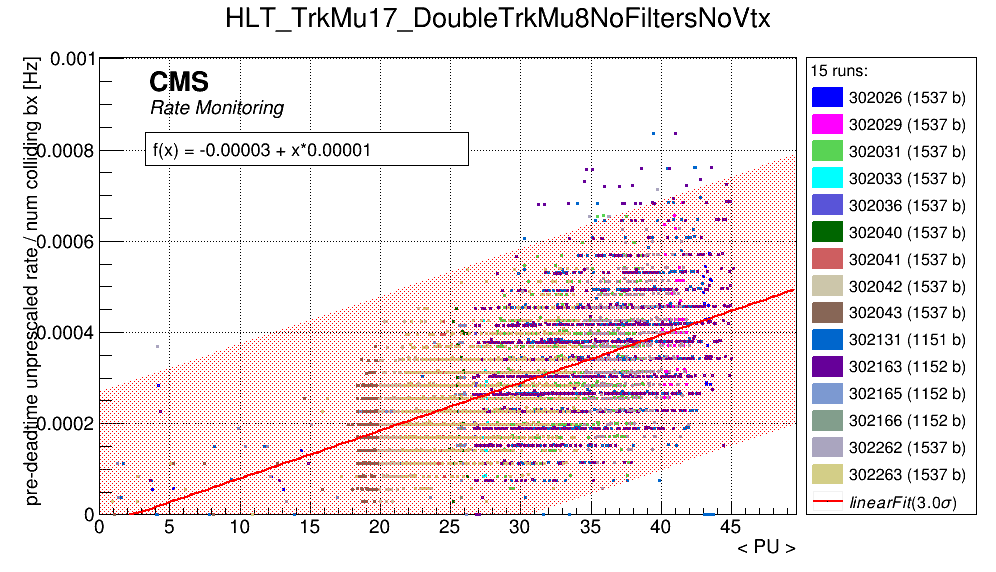 HLT_TrkMu17_DoubleTrkMu8NoFiltersNoVtx
pre-deadtime unprescaled rate / num colliding bx [Hz]
0.001
0.0008
0.0006
0.0004
0.0002
0
CMS
Rate Monitoring
f(x) = -0.00003 + x*0.00001
0 5 10 15 20 25 30 35 40 45
< PU >
15 runs:
302026 (1537 b)
302029 (1537 b)
302031 (1537 b)
302033 (1537 b)
302036 (1537 b)
302040 (1537 b)
302041 (1537 b)
302042 (1537 b)
302043 (1537 b)
302131 (1151 b)
302163 (1152 b)
302165 (1152 b)
302166 (1152 b)
302262 (1537 b)
302263 (1537 b)
linearFit(3.0σ)